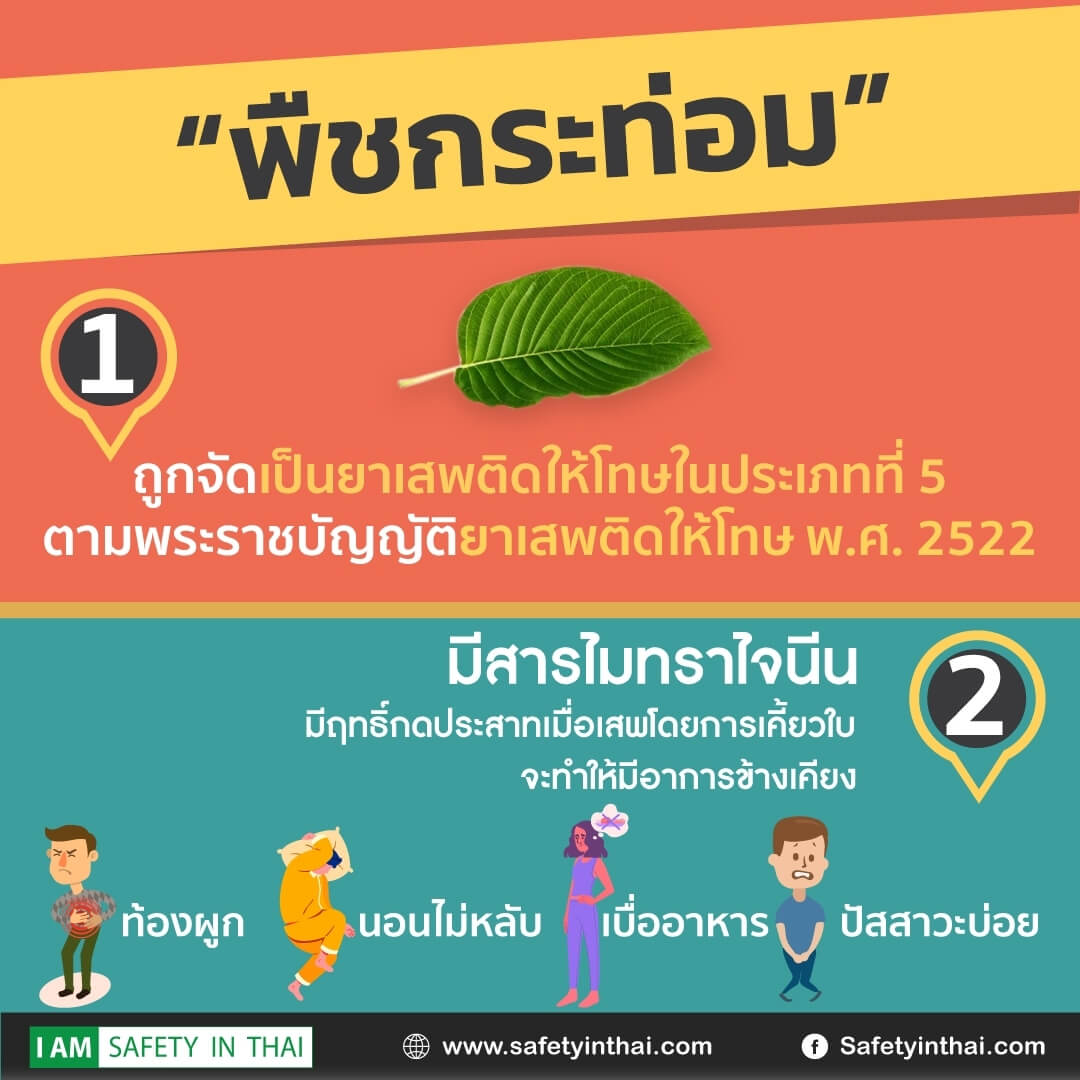 “พืชกระท่อม”
1
ถูกจัดเป็นยาเสพติดให้โทษในประเภทที่ 5
ตามพระราชบัญญัติยาเสพติดให้โทษ พ.ศ. 2522
2
มีสารไมทราไจนีน
มีฤทธิ์กดประสาทเมื่อเสพโดยการเคี้ยวใบ
จะทำให้มีอาการข้างเคียง
ท้องผูก นอนไม่หลับ เบื่ออาหาร ปัสสาวะบ่อย
I AM SAFETY IN THAI www.safetyinthai.com f Safetyinthai.com